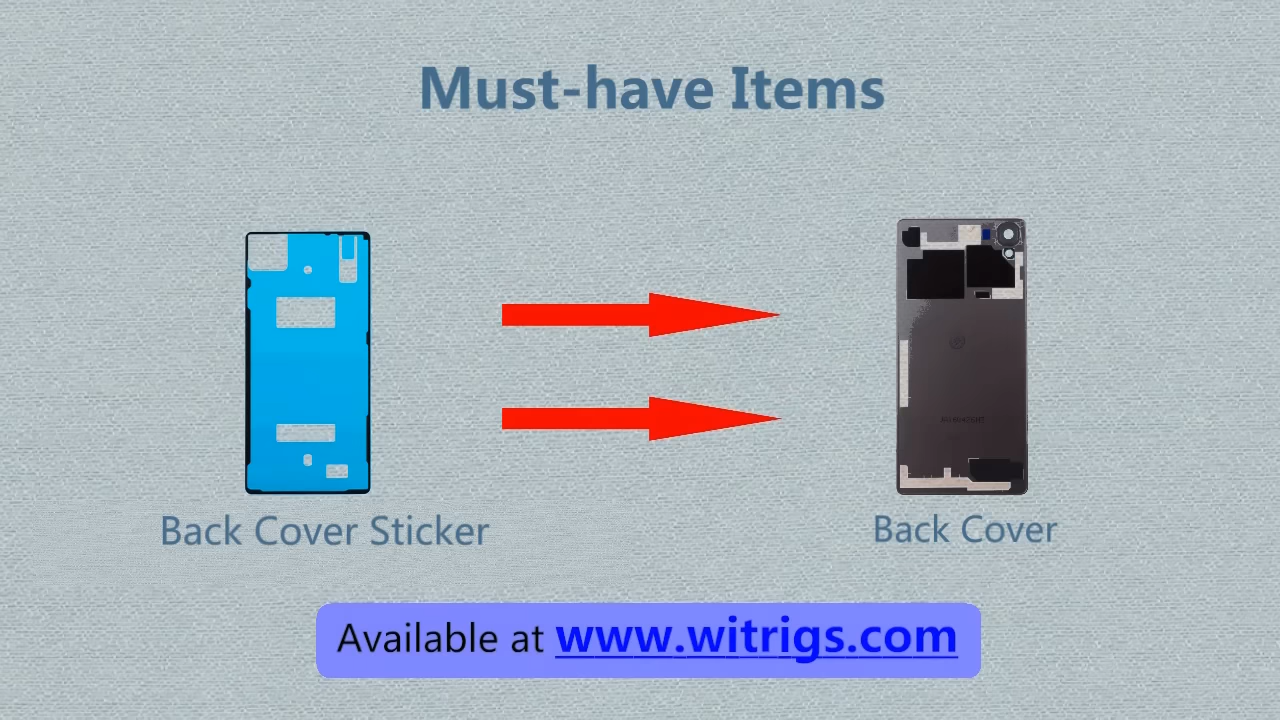 Must-have Items
Back Cover Sticker
Back Cover
Available at www.witrigs.com